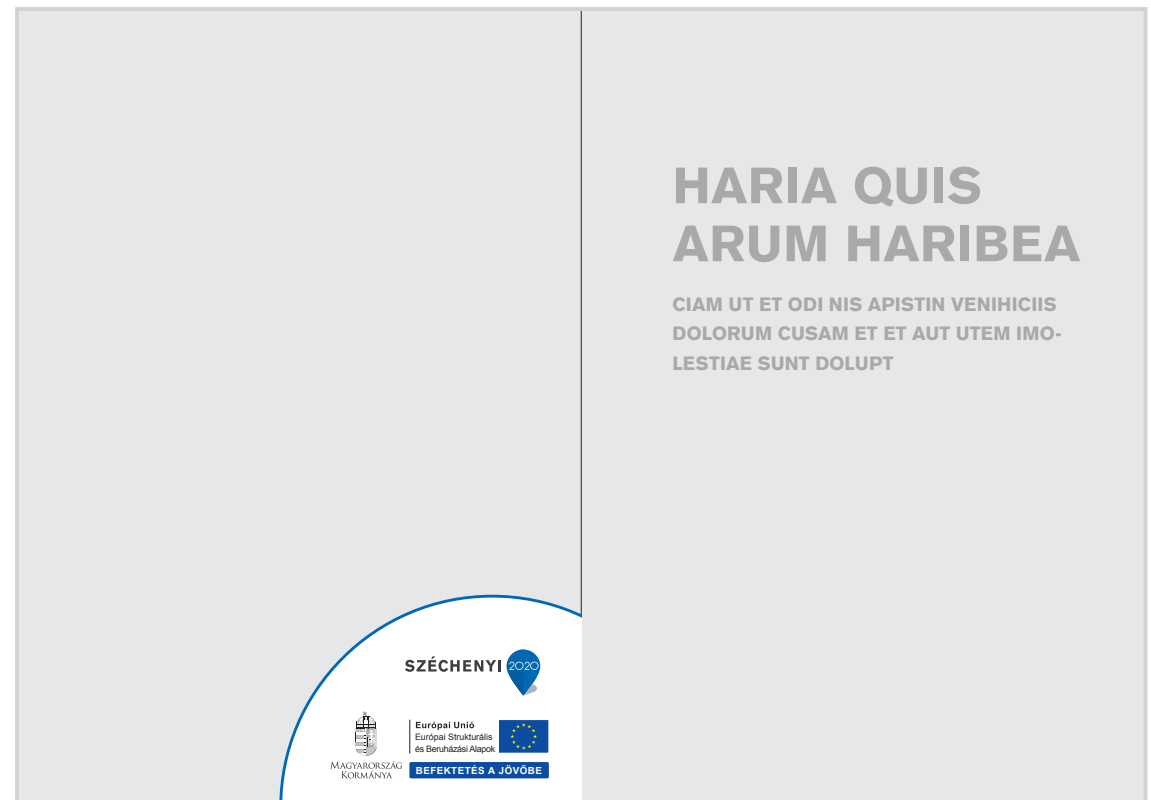 HARIA QUIS
ARUM HARIBEA
CIAM UT ET ODI NIS APISTIN VENIHICIIS
DOLORUM CUSAM ET ET AUT UTEM IMO-
LESTIAE SUNT DOLUPT
SZÉCHENYI 2020
MAGYARORSZÁG
KORMÁNYA
Európai Unió
Európai Strukturális
és Beruházási Alapok
BEFEKTETÉS A JÖVŐBE